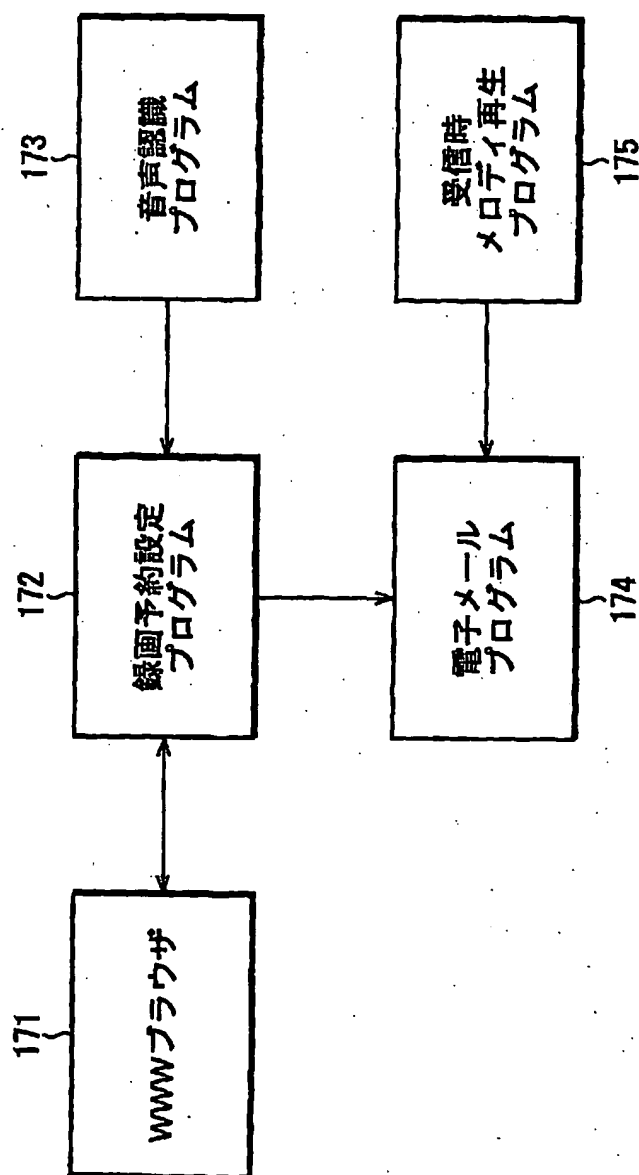 171
WWWブラウザ
172
録画予約設定
プログラム
173
音声認識
プログラム
174
電子メール
プログラム
175
受信時
メロディ再生
プログラム